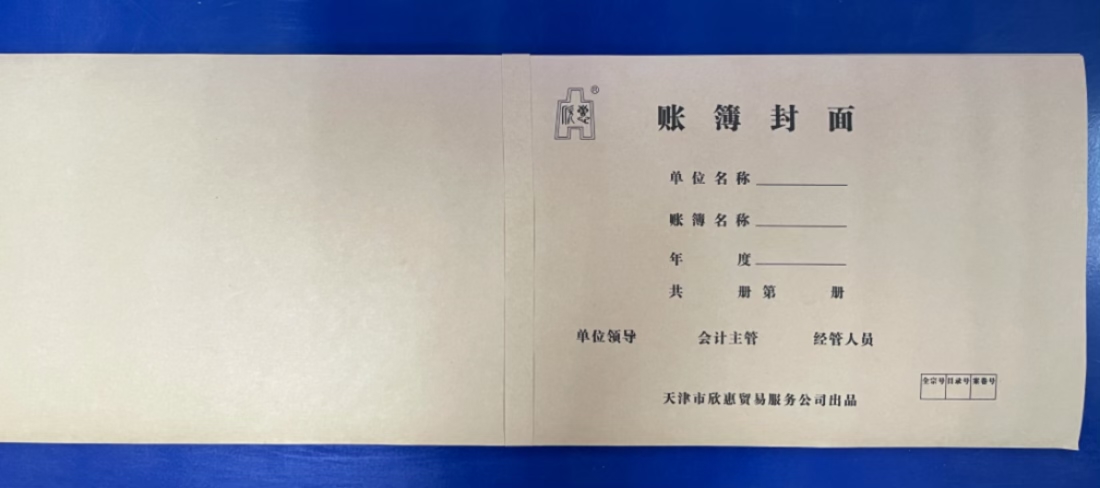 欣惠®
账簿封面
单位名称
账簿名称
年 度
共 册 第 册
单位领导 会计主管 经管人员
全宗号 目录号 案卷号
天津市欣惠贸易服务公司出品